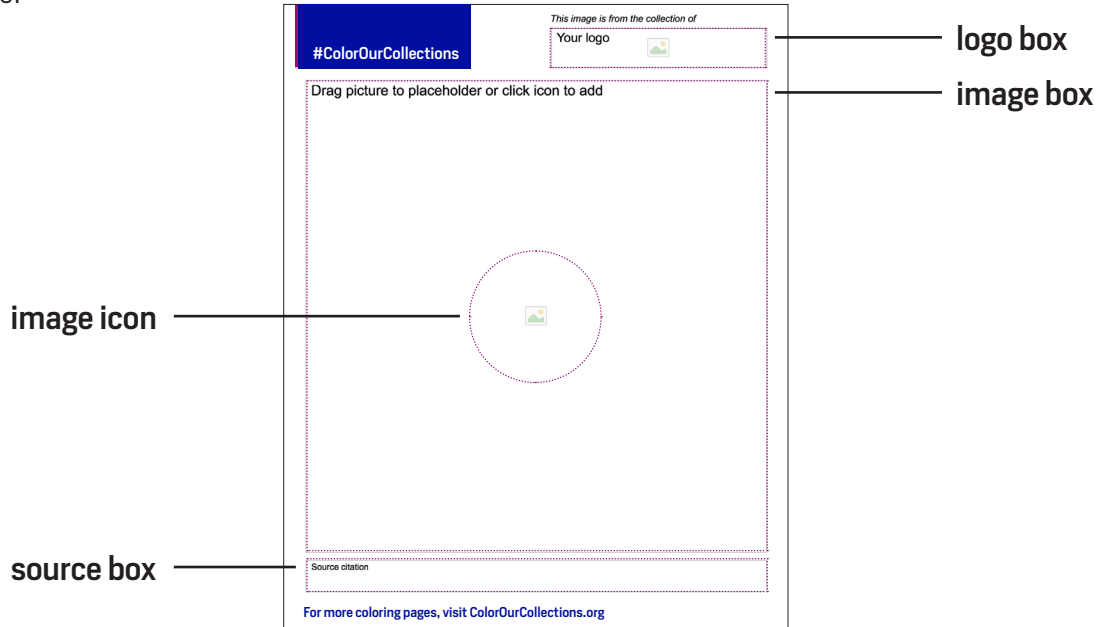 This image is from the collection of
Your logo
logo box
#ColorOurCollections
Drag picture to placeholder or click icon to add
image box
image icon
Source citation
source box
For more coloring pages, visit ColorOurCollections.org